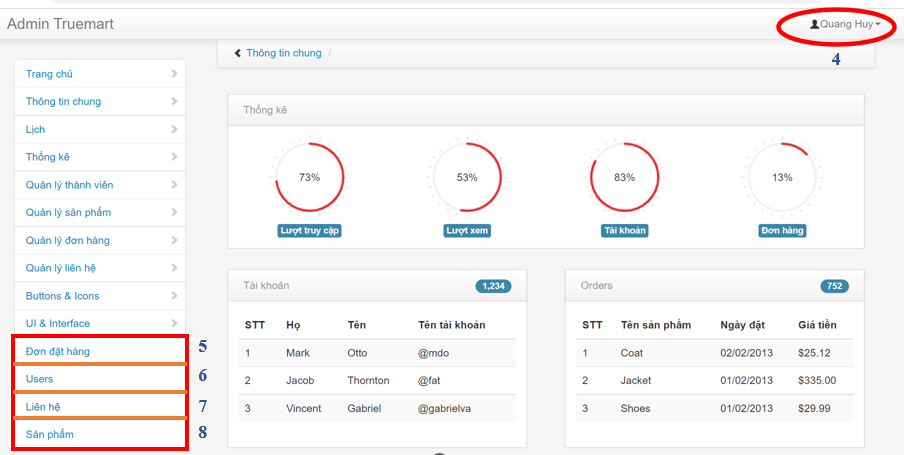 Admin Truemart
Quang Huy
4
Thông tin chung /
Trang chủ
Thông tin chung
Lịch
Thống kê
Quản lý thành viên
Quản lý sản phẩm
Quản lý đơn hàng
Quản lý liên hệ
Buttons & Icons
UI & Interface
Đơn đặt hàng 5
Users 6
Liên hệ 7
Sản phẩm 8
Thống kê
73% 53% 83% 13%
Lượt truy cập Lượt xem Tài khoản Đơn hàng
Tài khoản 1,234
STT Họ Tên Tên tài khoản
1 Mark Otto @mdo
2 Jacob Thornton @fat
3 Vincent Gabriel @gabrielva
Orders 752
STT Tên sản phẩm Ngày đặt Giá tiền
1 Coat 02/02/2013 $25.12
2 Jacket 01/02/2013 $335.00
3 Shoes 01/02/2013 $29.99